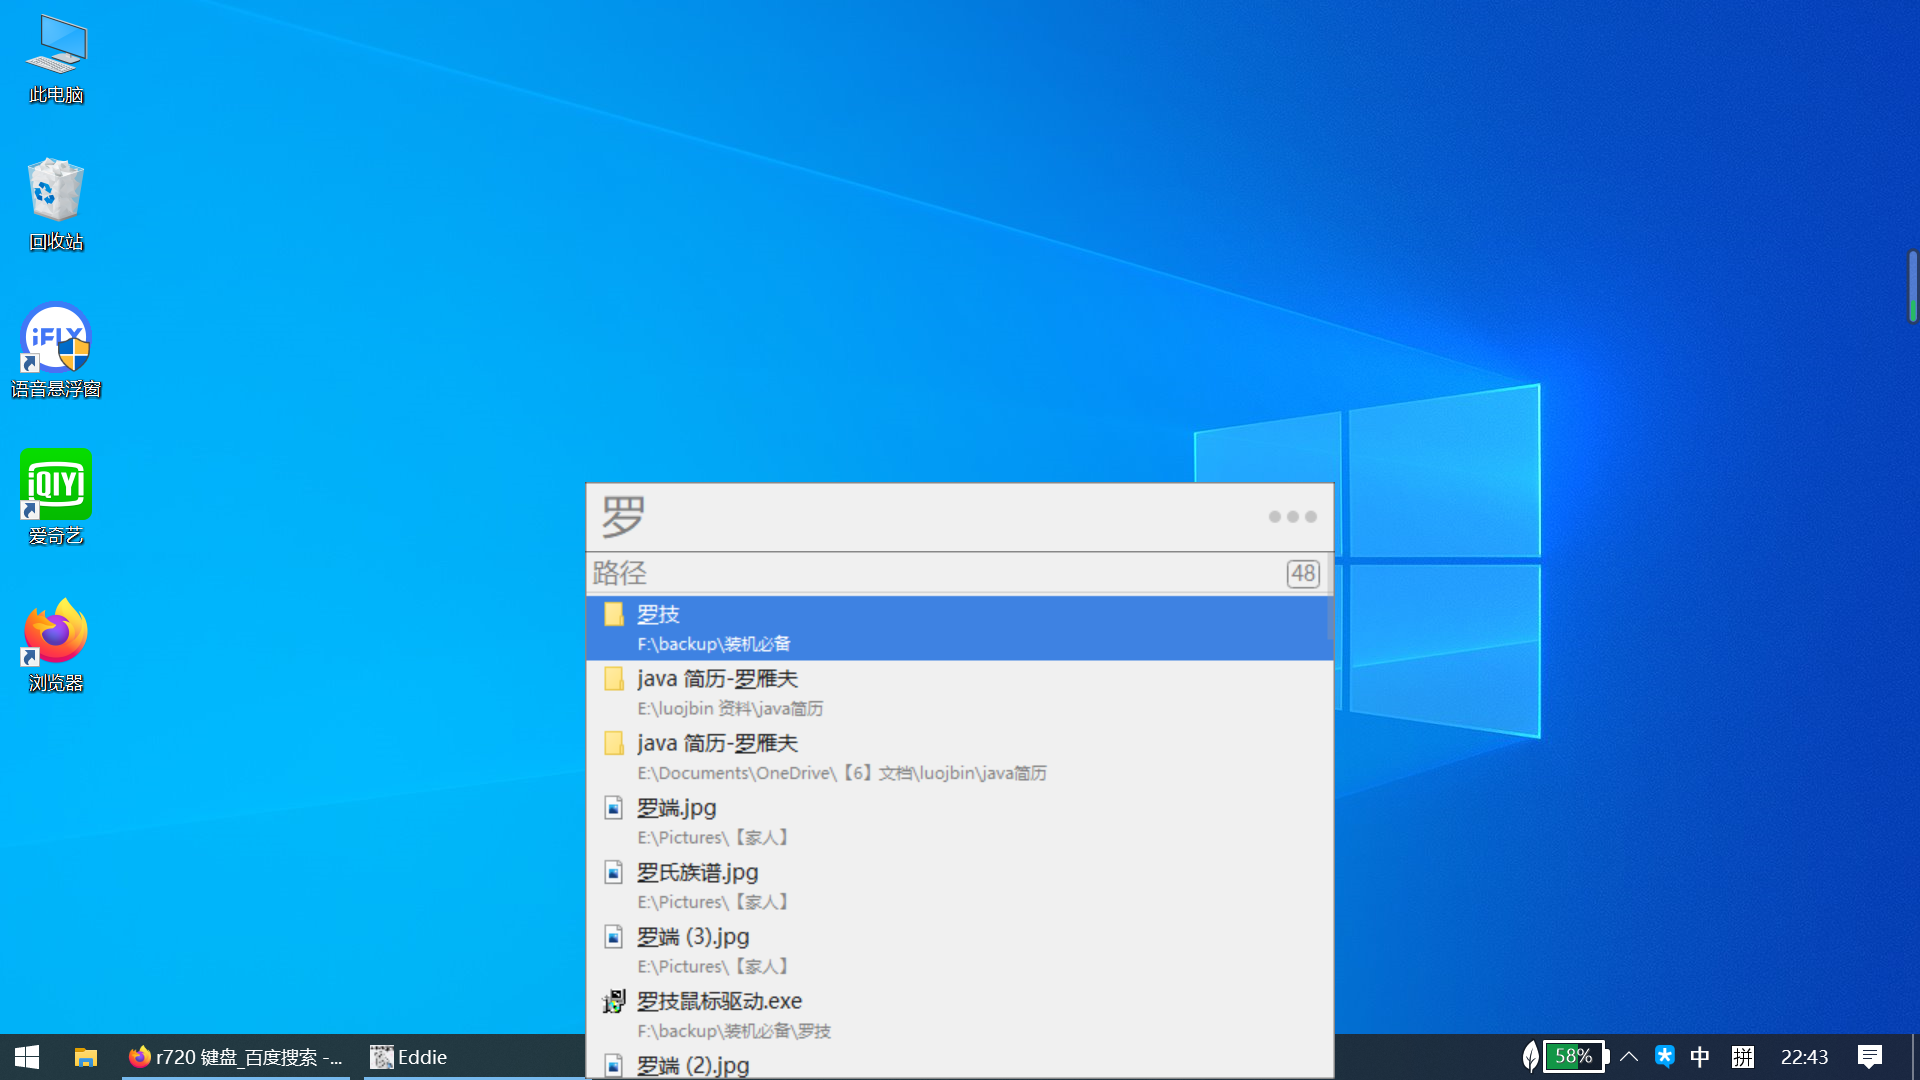 此电脑
回收站
iFLY
语音悬浮窗
iQIYI
爱奇艺
浏览器
罗
路径
48
罗技
F:\backup\装机必备
java 简历-罗雁夫
E:\luojbin 资料\java简历
java 简历-罗雁夫
E:\Documents\OneDrive\【6】文档\luojbin\java简历
罗端.jpg
E:\Pictures\【家人】
罗氏族谱.jpg
E:\Pictures\【家人】
罗端 (3).jpg
E:\Pictures\【家人】
罗技鼠标驱动.exe
F:\backup\装机必备\罗技
罗端 (2).jpg
r720 键盘_百度搜索 -...
Eddie
58%
中
拼
22:43